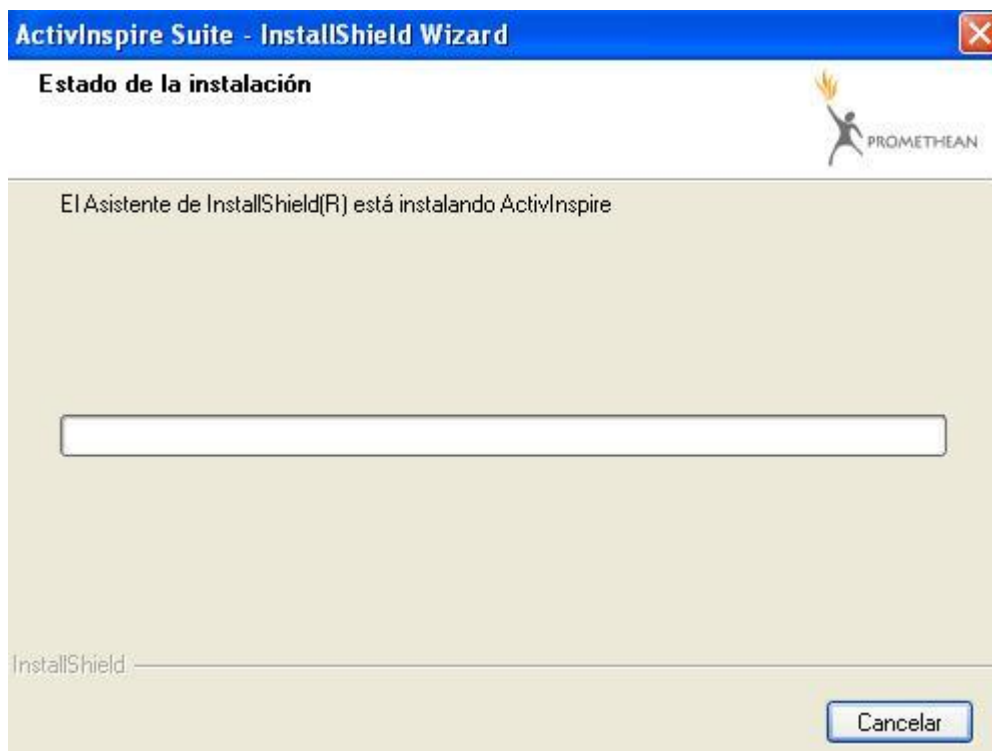 ActivInspire Suite - InstallShield Wizard
Estado de la instalación
PROMETHEAN
El Asistente de InstallShield(R) está instalando ActivInspire
InstallShield
Cancelar